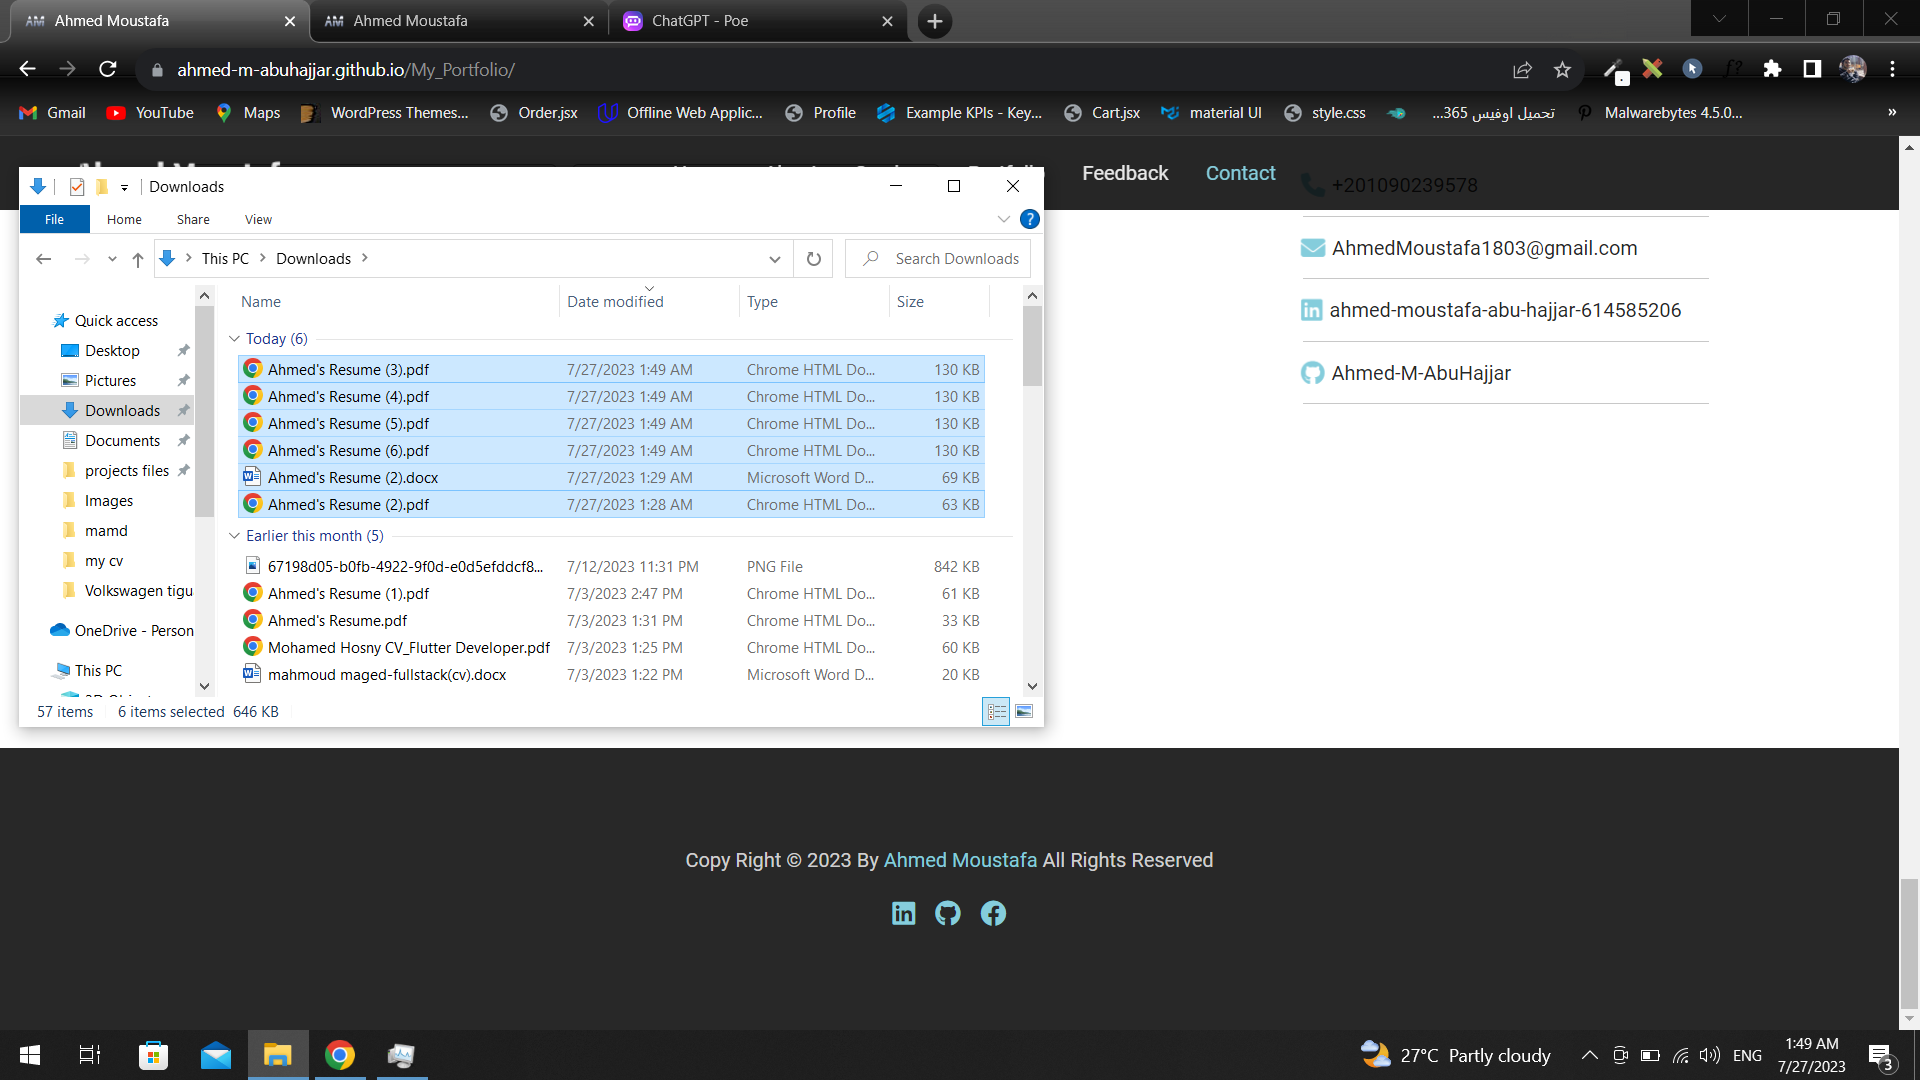 Ahmed Moustafa
Ahmed Moustafa
ChatGPT - Poe
ahmed-m-abuhajjar.github.io/My_Portfolio/
Gmail
YouTube
Maps
WordPress Themes...
Order.jsx
Offline Web Applic...
Profile
Example KPIs - Key...
Cart.jsx
material UI
style.css
تحميل اوفيس 365...
Malwarebytes 4.5.0...
»
Feedback
Contact
+201090239578
AhmedMoustafa1803@gmail.com
ahmed-moustafa-abu-hajjar-614585206
Ahmed-M-AbuHajjar
Downloads
File
Home
Share
View
This PC
Downloads
Search Downloads
Quick access
Desktop
Pictures
Downloads
Documents
projects files
Images
mamd
my cv
Volkswagen tigu
OneDrive - Person
This PC
Name Date modified Type Size
Today (6)
Ahmed's Resume (3).pdf 7/27/2023 1:49 AM Chrome HTML Do... 130 KB
Ahmed's Resume (4).pdf 7/27/2023 1:49 AM Chrome HTML Do... 130 KB
Ahmed's Resume (5).pdf 7/27/2023 1:49 AM Chrome HTML Do... 130 KB
Ahmed's Resume (6).pdf 7/27/2023 1:49 AM Chrome HTML Do... 130 KB
Ahmed's Resume (2).docx 7/27/2023 1:29 AM Microsoft Word D... 69 KB
Ahmed's Resume (2).pdf 7/27/2023 1:28 AM Chrome HTML Do... 63 KB
Earlier this month (5)
67198d05-b0fb-4922-9f0d-e0d5efddcf8... 7/12/2023 11:31 PM PNG File 842 KB
Ahmed's Resume (1).pdf 7/3/2023 2:47 PM Chrome HTML Do... 61 KB
Ahmed's Resume.pdf 7/3/2023 1:31 PM Chrome HTML Do... 33 KB
Mohamed Hosny CV_Flutter Developer.pdf 7/3/2023 1:25 PM Chrome HTML Do... 60 KB
mahmoud maged-fullstack(cv).docx 7/3/2023 1:22 PM Microsoft Word D... 20 KB
57 items 6 items selected 646 KB
Copy Right © 2023 By Ahmed Moustafa All Rights Reserved
27°C Partly cloudy
ENG
1:49 AM
7/27/2023
3